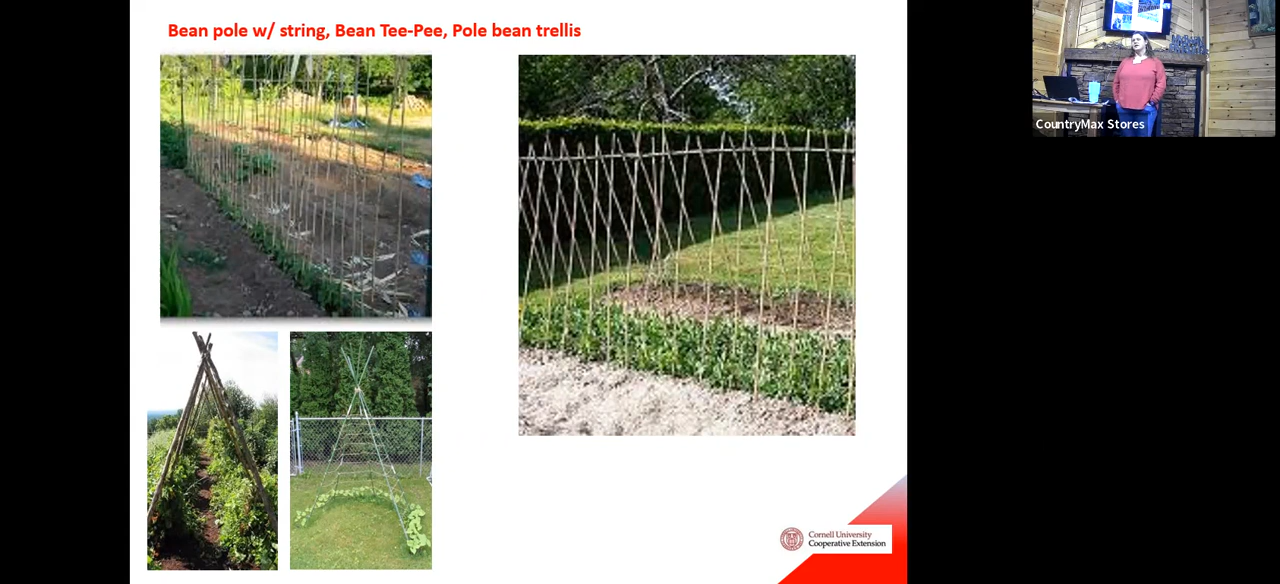 Bean pole w/ string, Bean Tee-Pee, Pole bean trellis
CountryMax Stores
Cornell University
Cooperative Extension